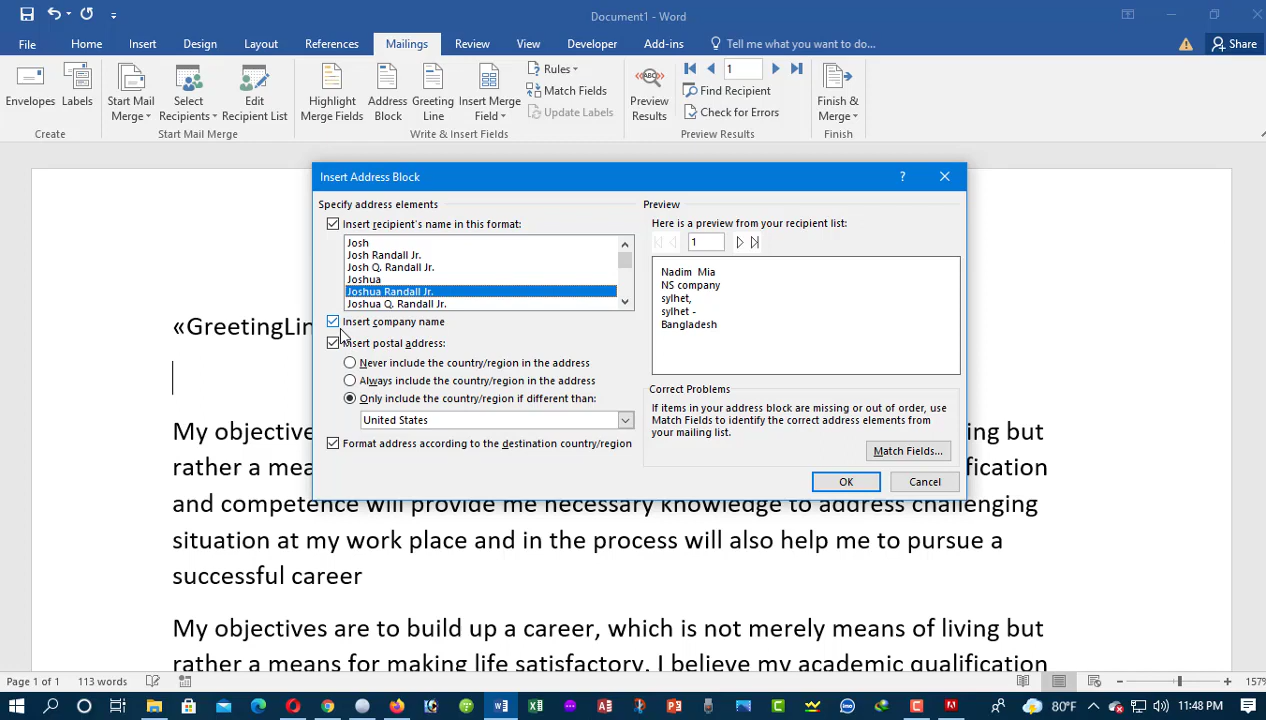 Document1 - Word
File
Home
Insert
Design
Layout
References
Mailings
Review
View
Developer
Add-ins
Tell me what you want to do...
Share
Envelopes
Labels
Start Mail Merge
Select Recipients
Edit Recipient List
Highlight Merge Fields
Address Block
Greeting Line
Insert Merge Field
Rules
Match Fields
Update Labels
ABC
Preview Results
1
Find Recipient
Check for Errors
Finish & Merge
Create
Start Mail Merge
Write & Insert Fields
Preview Results
Finish
Insert Address Block
?
Specify address elements
Insert recipient's name in this format:
Josh
Josh Randall Jr.
Josh Q. Randall Jr.
Joshua
Joshua Randall Jr.
Joshua Q. Randall Jr.
Insert company name
Insert postal address:
Never include the country/region in the address
Always include the country/region in the address
Only include the country/region if different than:
United States
Format address according to the destination country/region
Preview
Here is a preview from your recipient list:
1
Nadim  Mia
NS company
sylhet,
sylhet -
Bangladesh
Correct Problems
If items in your address block are missing or out of order, use
Match Fields to identify the correct address elements from
your mailing list.
Match Fields...
OK
Cancel
«GreetingLin
My objective
ing but
rather a mea
fication
and competence will provide me necessary knowledge to address challenging
situation at my work place and in the process will also help me to pursue a
successful career
My objectives are to build up a career, which is not merely means of living but
rather a means for making life satisfactory. I believe my academic qualification
Page 1 of 1
113 words
157%
80°F
11:48 PM